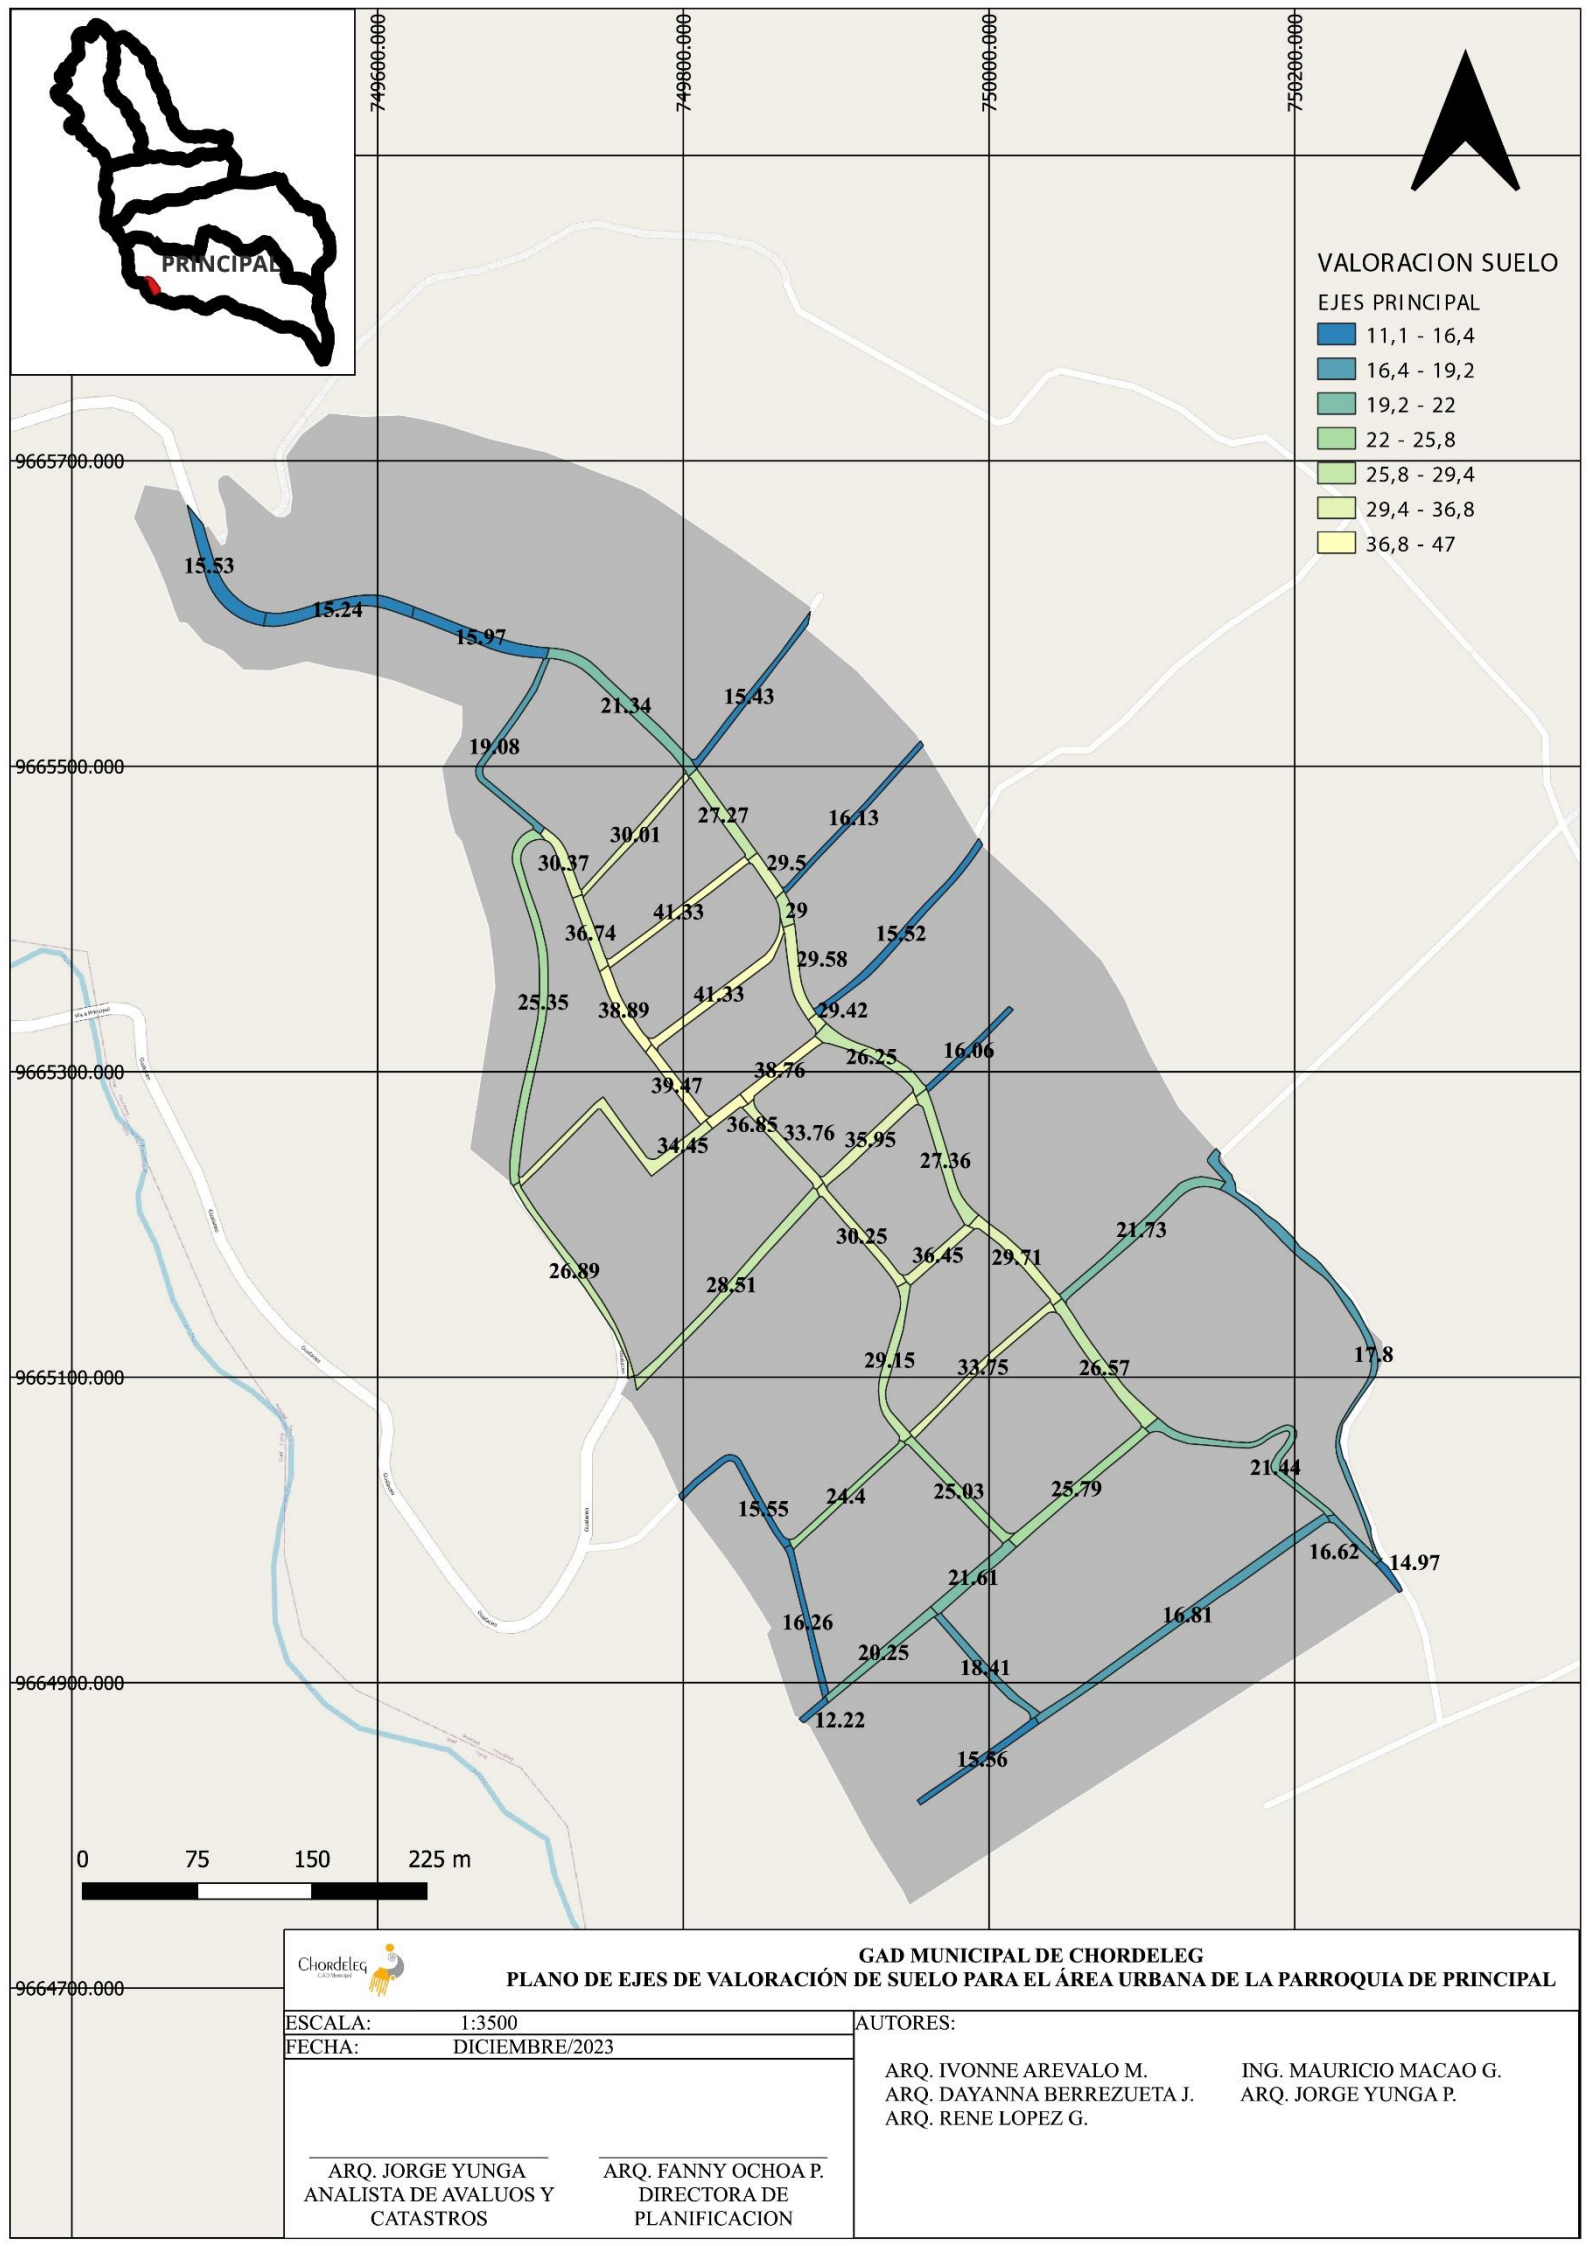 749600.000
749800.000
750000.000
750200.000
PRINCIPAL
VALORACION SUELO
EJES PRINCIPAL
11,1 - 16,4
16,4 - 19,2
19,2 - 22
22 - 25,8
25,8 - 29,4
29,4 - 36,8
36,8 - 47
9665700.000
15.53
15.24
15.97
15.43
21.34
19.08
9665500.000
27.27
16.13
30.01
30.37
29.5
41.33
29
36.74
15.52
29.58
41.33
25.35
38.89
29.42
16.06
26.25
38.76
9665300.000
39.47
36.85
33.76
35.95
34.45
27.36
21.73
30.25
36.45
29.71
26.89
28.51
17.8
29.15
33.75
26.57
9665100.000
21.44
25.79
25.03
24.4
15.55
16.62
14.97
21.61
16.81
16.26
20.25
18.41
9664900.000
12.22
15.56
Via a Principal
Gualaceo
Gualaceo
Gualaceo
Gualaceo
Gualaceo
Gualaceo
Gualaceo
0 75 150 225 m
9664700.000
Chordeleg
GAD Municipal
GAD MUNICIPAL DE CHORDELEG
PLANO DE EJES DE VALORACIÓN DE SUELO PARA EL ÁREA URBANA DE LA PARROQUIA DE PRINCIPAL
ESCALA: 1:3500
FECHA: DICIEMBRE/2023
AUTORES:
ARQ. IVONNE AREVALO M. ING. MAURICIO MACAO G.
ARQ. DAYANNA BERREZUETA J. ARQ. JORGE YUNGA P.
ARQ. RENE LOPEZ G.
ARQ. JORGE YUNGA
ANALISTA DE AVALUOS Y
CATASTROS
ARQ. FANNY OCHOA P.
DIRECTORA DE
PLANIFICACION